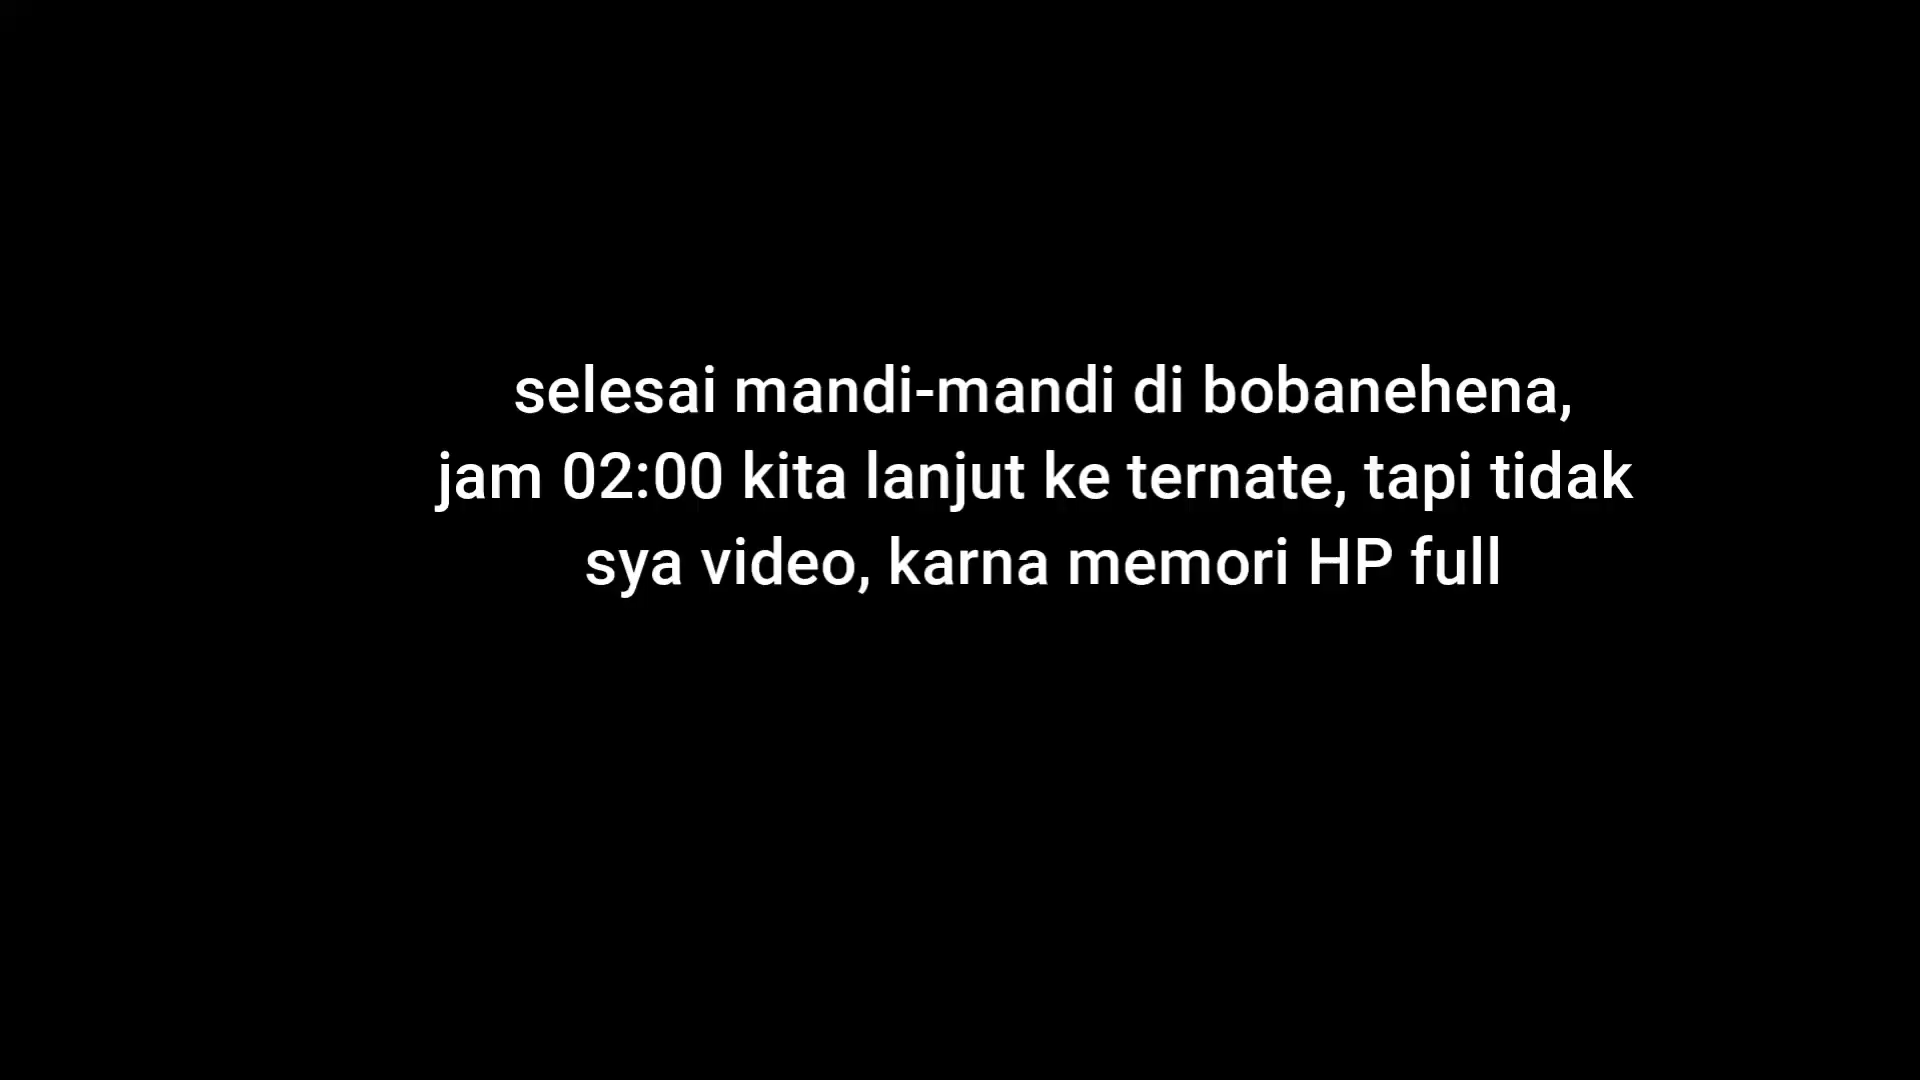 selesai mandi-mandi di bobanehena,
jam 02:00 kita lanjut ke ternate, tapi tidak
sya video, karna memori HP full